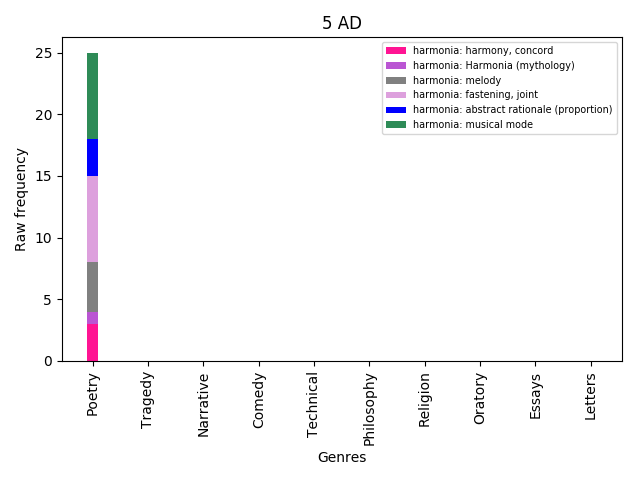 5 AD
harmonia: harmony, concord
harmonia: Harmonia (mythology)
harmonia: melody
harmonia: fastening, joint
harmonia: abstract rationale (proportion)
harmonia: musical mode
Raw frequency
25
20
15
10
5
0
Poetry
Tragedy
Narrative
Comedy
Technical
Philosophy
Religion
Oratory
Essays
Letters
Genres